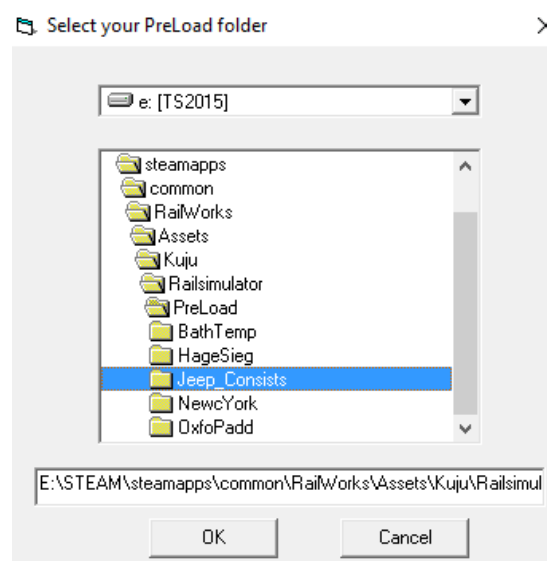 Select your PreLoad folder
e: [TS2015]
steamapps
common
RailWorks
Assets
Kuju
Railsimulator
PreLoad
BathTemp
HageSieg
Jeep_Consists
NewcYork
OxfoPadd
E:\STEAM\steamapps\common\RailWorks\Assets\Kuju\Railsimul
OK
Cancel